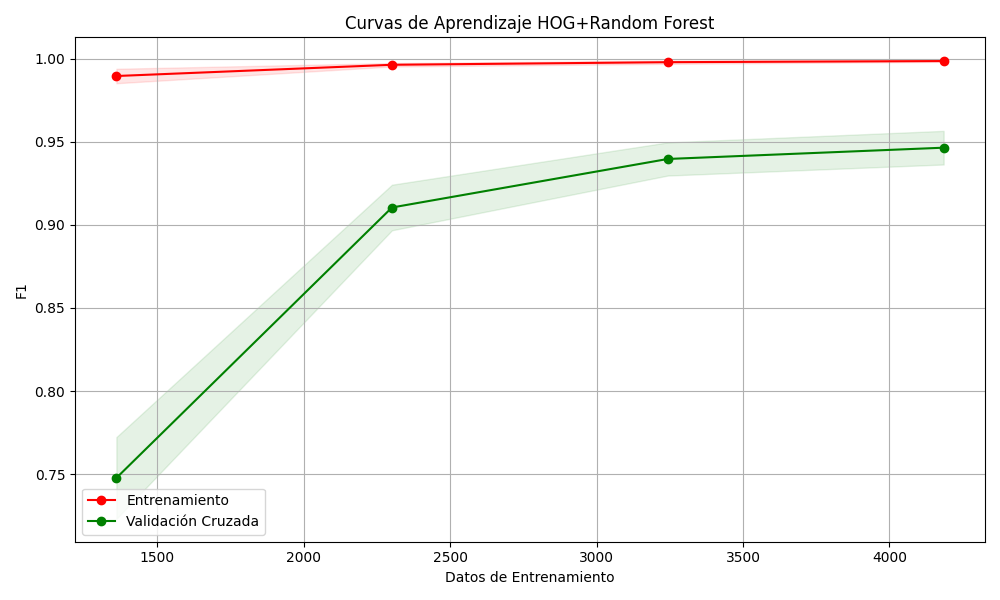 Curvas de Aprendizaje HOG+Random Forest
F1
1.00
0.95
0.90
0.85
0.80
0.75
Entrenamiento
Validación Cruzada
1500 2000 2500 3000 3500 4000
Datos de Entrenamiento